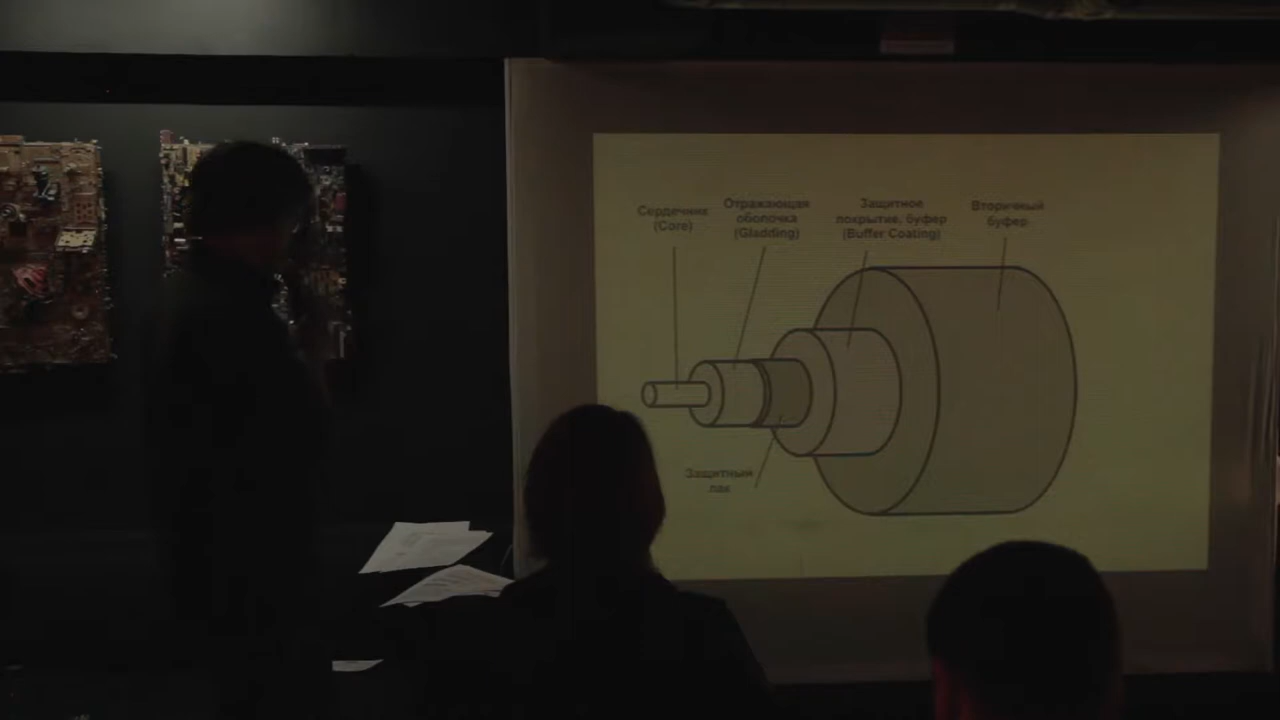 Сердечник
(Core)
Отражающая
оболочка
(Gladding)
Защитное
покрытие, буфер
(Buffer Coating)
Вторичный
буфер
Защитный
лак